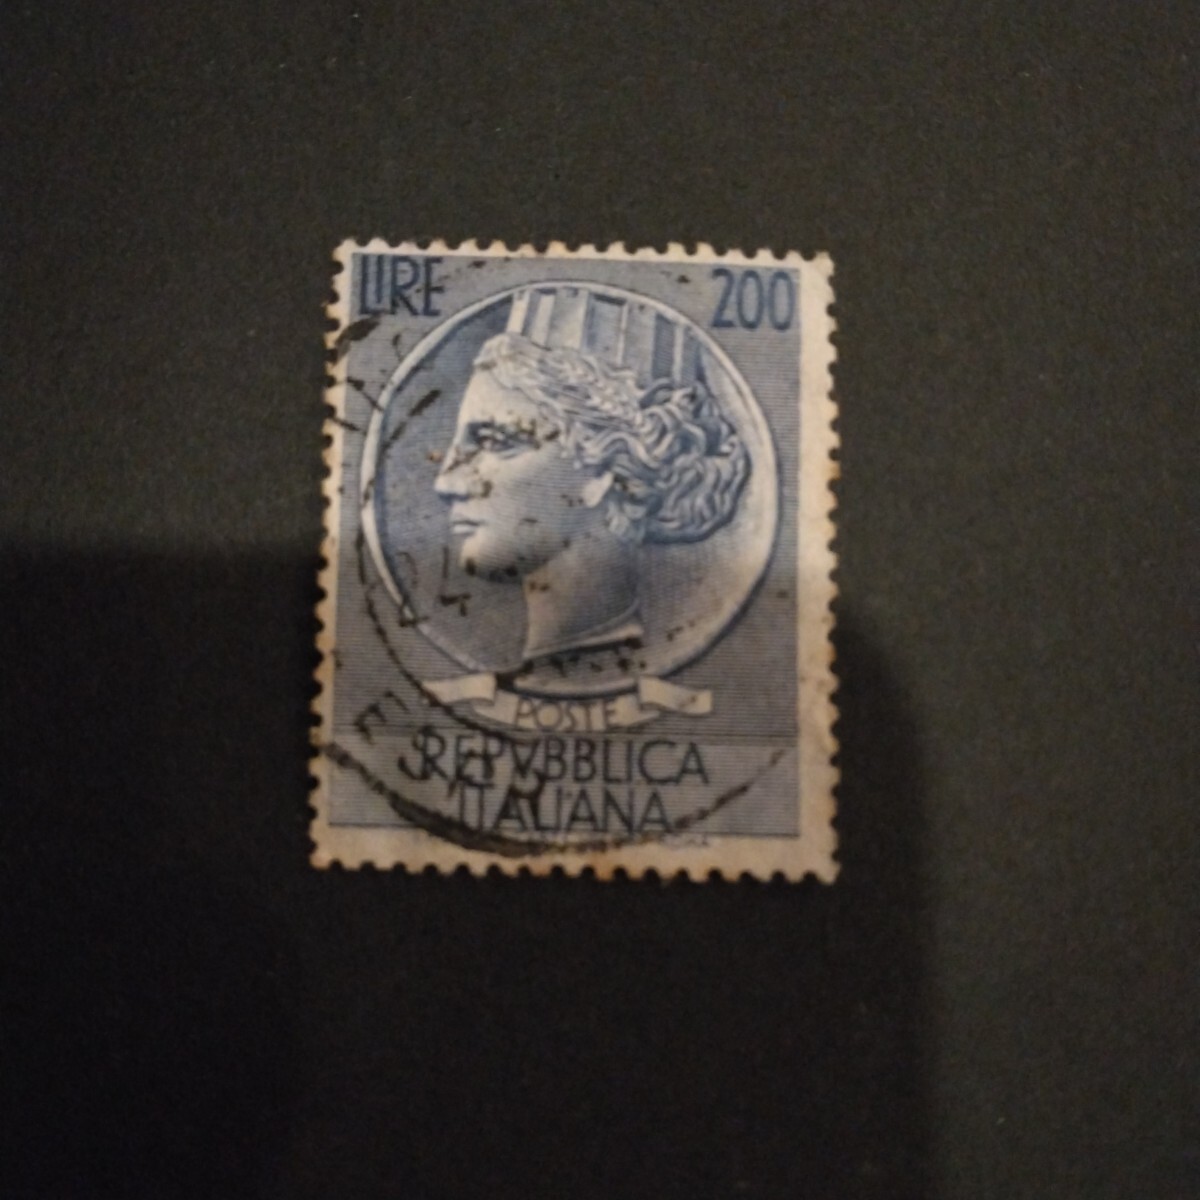 LIRE 200
POSTE
REPVBBLICA
ITALIANA